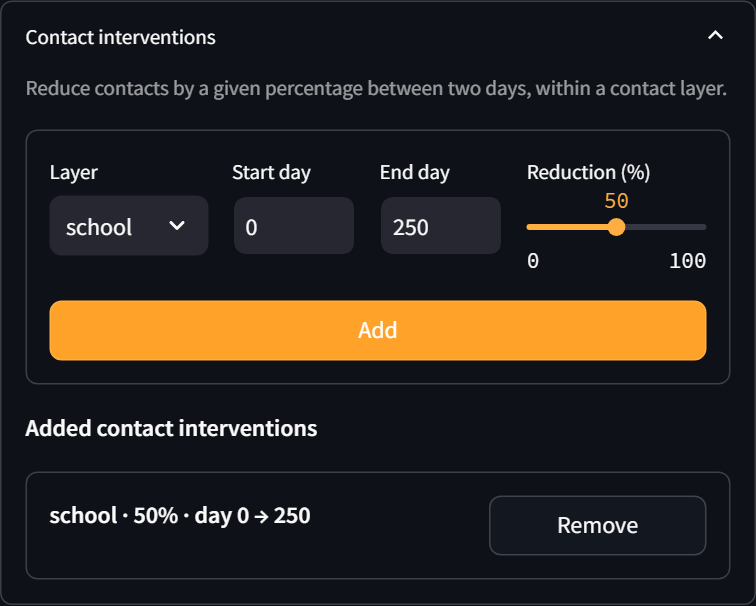 Contact interventions
Reduce contacts by a given percentage between two days, within a contact layer.
Layer
Start day
End day
Reduction (%)
50
school
0
250
0
100
Add
Added contact interventions
school · 50% · day 0 → 250
Remove